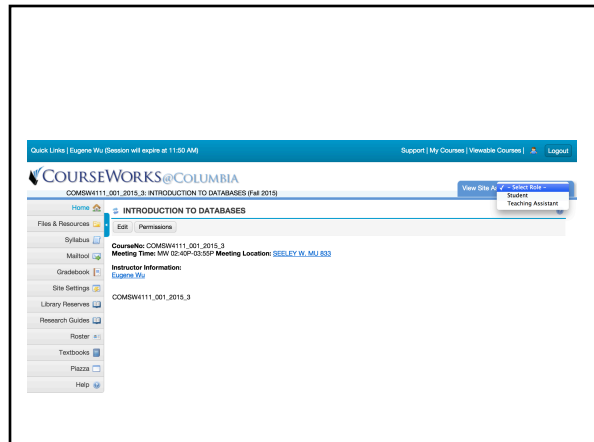 Quick Links | Eugene Wu (Session will expire at 11:50 AM)
Support | My Courses | Viewable Courses | Logout
COURSEWORKS@COLUMBIA
COMSW4111_001_2015_3: INTRODUCTION TO DATABASES (Fall 2015)
View Site As
✓ – Select Role –
Student
Teaching Assistant
Home
Files & Resources
Syllabus
Mailtool
Gradebook
Site Settings
Library Reserves
Research Guides
Roster
Textbooks
Piazza
Help
INTRODUCTION TO DATABASES
Edit Permissions
CourseNo: COMSW4111_001_2015_3
Meeting Time: MW 02:40P-03:55P Meeting Location: SEELEY W. MU 833
Instructor Information:
Eugene Wu
COMSW4111_001_2015_3